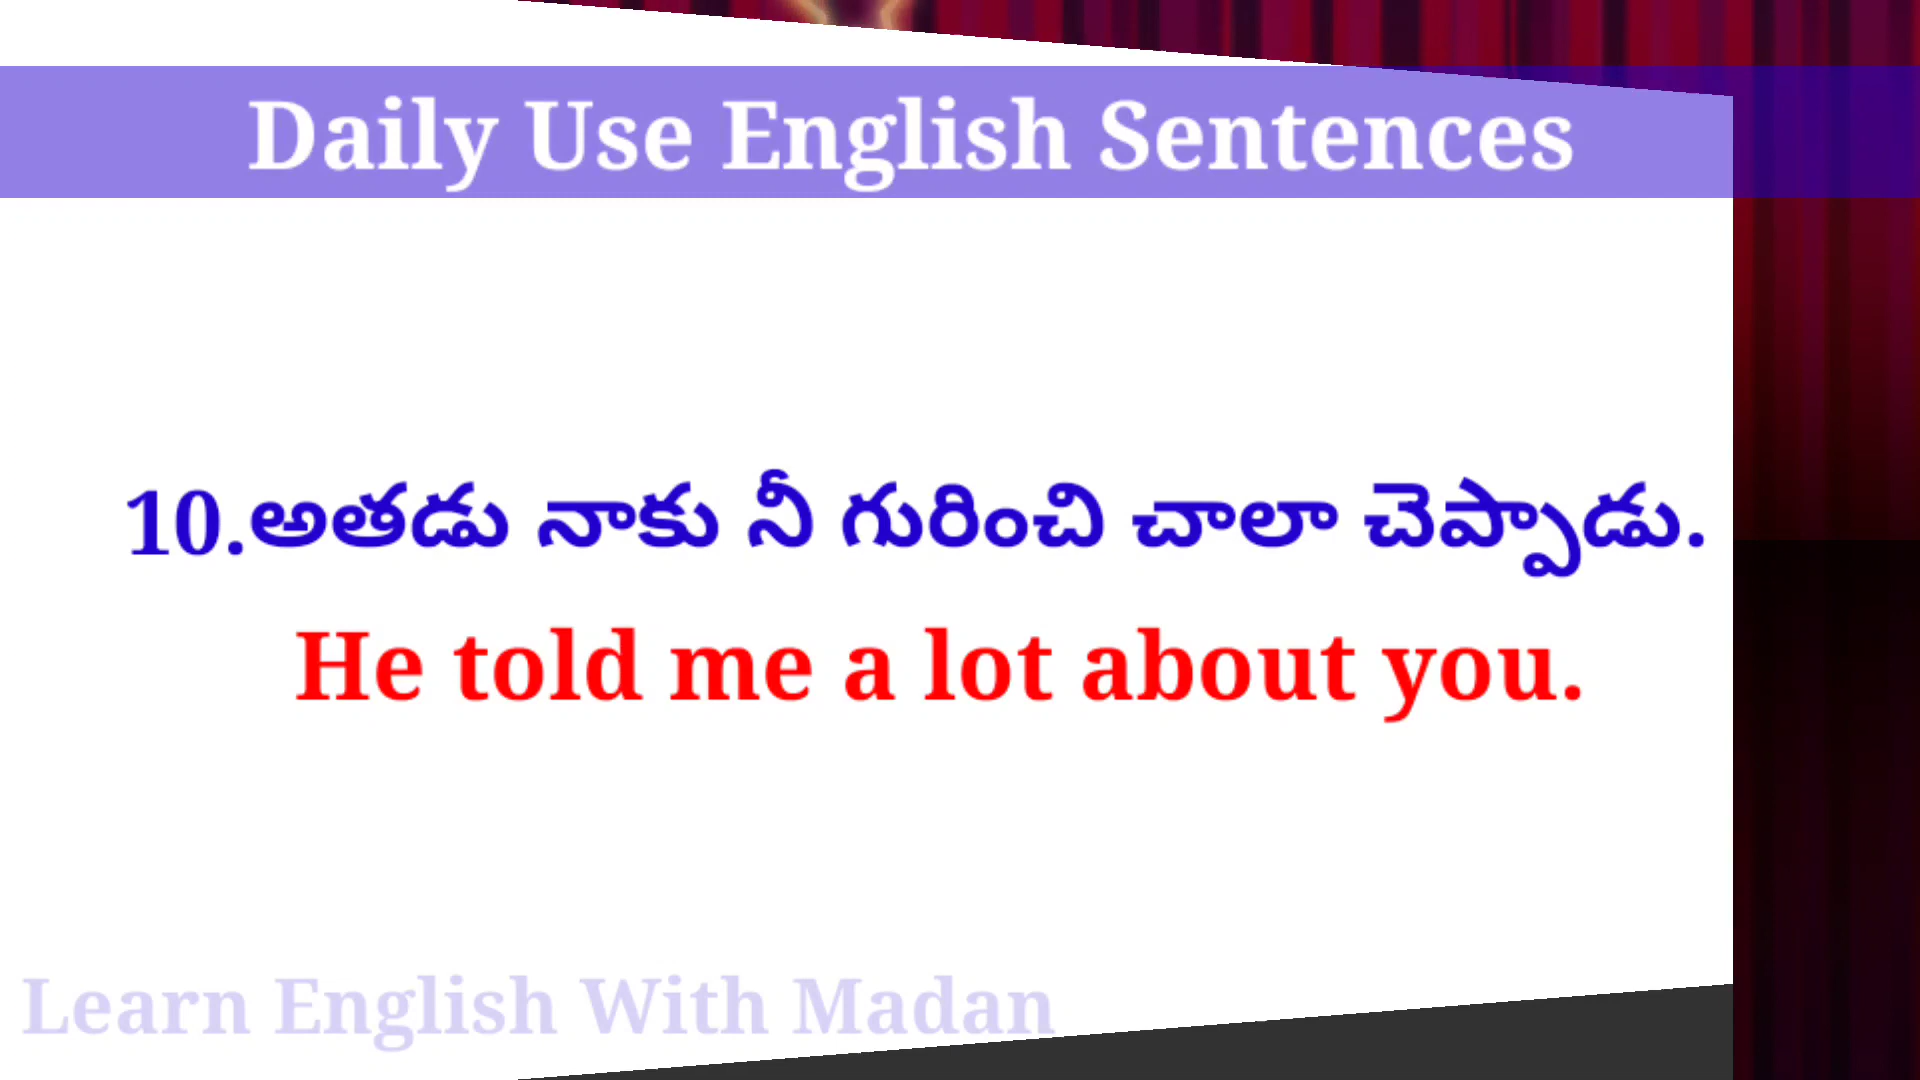 Daily Use English Sentences
10.అతడు నాకు నీ గురించి చాలా చెప్పాడు.
He told me a lot about you.
Learn English With Madan